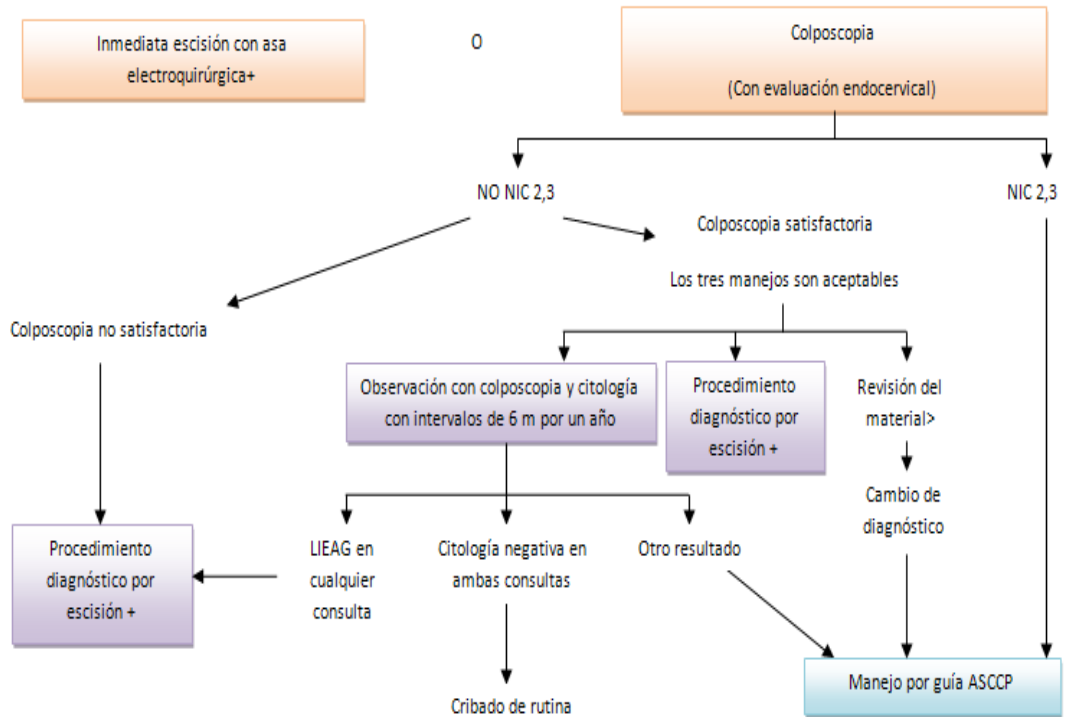 Inmediata escisión con asa
electroquirúrgica+
O
Colposcopia
(Con evaluación endocervical)
NO NIC 2,3
NIC 2,3
Colposcopia satisfactoria
Los tres manejos son aceptables
Colposcopia no satisfactoria
Observación con colposcopia y citología
con intervalos de 6 m por un año
Procedimiento
diagnóstico por
escisión +
Revisión del
material>
Cambio de
diagnóstico
Procedimiento
diagnóstico por
escisión +
LIEAG en
cualquier
consulta
Citología negativa en
ambas consultas
Otro resultado
Manejo por guía ASCCP
Cribado de rutina